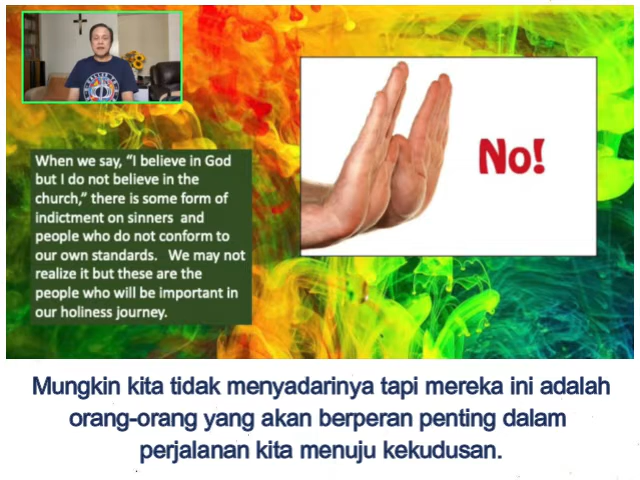 When we say, “I believe in God
but I do not believe in the
church,” there is some form of
indictment on sinners and
people who do not conform to
our own standards. We may not
realize it but these are the
people who will be important in
our holiness journey.
No!
Mungkin kita tidak menyadarinya tapi mereka ini adalah
orang-orang yang akan berperan penting dalam
perjalanan kita menuju kekudusan.